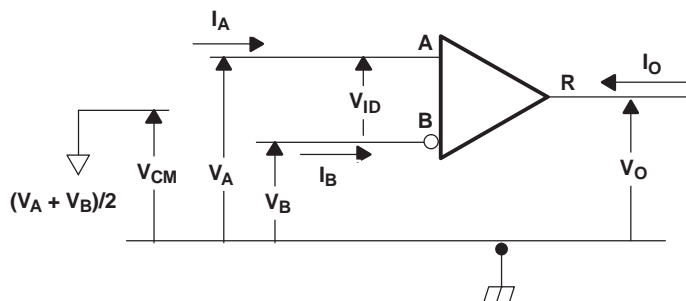 I_A
A
I_O
R
V_ID
B
V_CM
V_A
I_B
V_O
(V_A + V_B)/2
V_B